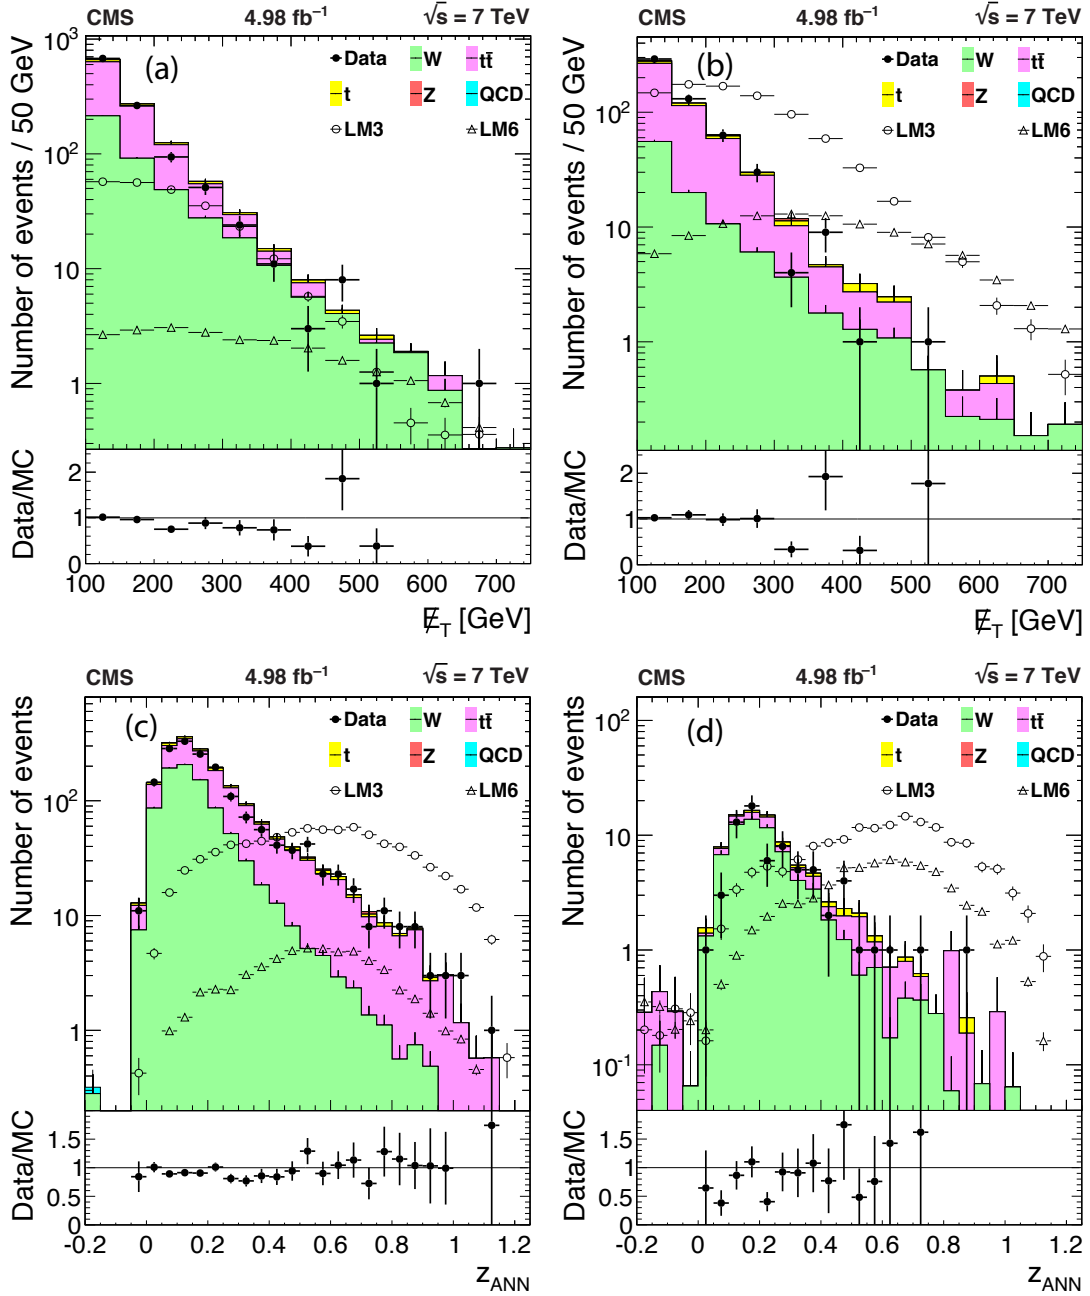 CMS 4.98 fb⁻¹ √s = 7 TeV
(a)
Data W tt̄
t Z QCD
LM3 LM6
Number of events / 50 GeV
10³
10²
10
1
Data/MC
2
1
0
100 200 300 400 500 600 700
E̸_T [GeV]
CMS 4.98 fb⁻¹ √s = 7 TeV
(b)
Data W tt̄
t Z QCD
LM3 LM6
Number of events / 50 GeV
10²
10
1
Data/MC
2
1
0
100 200 300 400 500 600 700
E̸_T [GeV]
CMS 4.98 fb⁻¹ √s = 7 TeV
(c)
Data W tt̄
t Z QCD
LM3 LM6
Number of events
10²
10
1
Data/MC
1.5
1
0.5
0
-0.2 0 0.2 0.4 0.6 0.8 1 1.2
z_ANN
CMS 4.98 fb⁻¹ √s = 7 TeV
(d)
Data W tt̄
t Z QCD
LM3 LM6
Number of events
10²
10
1
10⁻¹
Data/MC
1.5
1
0.5
0
-0.2 0 0.2 0.4 0.6 0.8 1 1.2
z_ANN